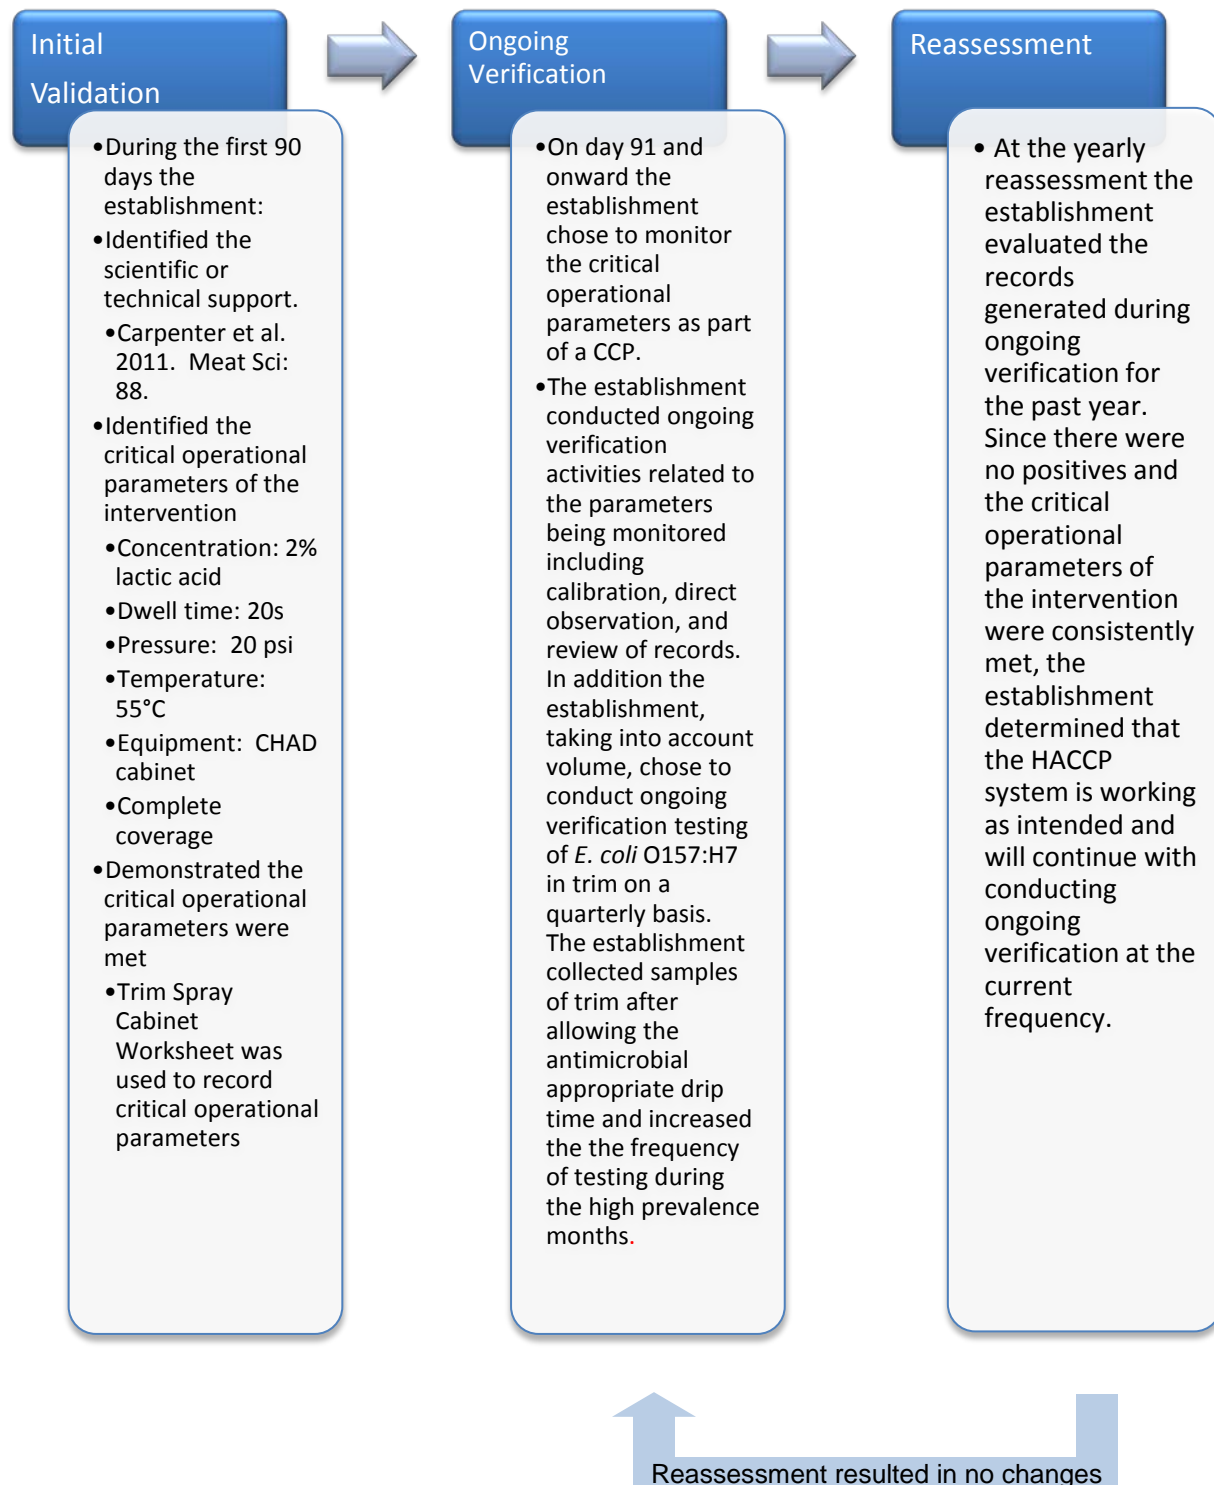 Initial
Validation
•During the first 90
days the
establishment:
•Identified the
scientific or
technical support.
•Carpenter et al.
2011.  Meat Sci:
88.
•Identified the
critical operational
parameters of the
intervention
•Concentration: 2%
lactic acid
•Dwell time: 20s
•Pressure:  20 psi
•Temperature:
55°C
•Equipment:  CHAD
cabinet
•Complete
coverage
•Demonstrated the
critical operational
parameters were
met
•Trim Spray
Cabinet
Worksheet was
used to record
critical operational
parameters
Ongoing
Verification
•On day 91 and
onward the
establishment
chose to monitor
the critical
operational
parameters as part
of a CCP.
•The establishment
conducted ongoing
verification
activities related to
the parameters
being monitored
including
calibration, direct
observation, and
review of records.
In addition the
establishment,
taking into account
volume, chose to
conduct ongoing
verification testing
of E. coli O157:H7
in trim on a
quarterly basis.
The establishment
collected samples
of trim after
allowing the
antimicrobial
appropriate drip
time and increased
the the frequency
of testing during
the high prevalence
months.
Reassessment
• At the yearly
reassessment the
establishment
evaluated the
records
generated during
ongoing
verification for
the past year.
Since there were
no positives and
the critical
operational
parameters of
the intervention
were consistently
met, the
establishment
determined that
the HACCP
system is working
as intended and
will continue with
conducting
ongoing
verification at the
current
frequency.
Reassessment resulted in no changes